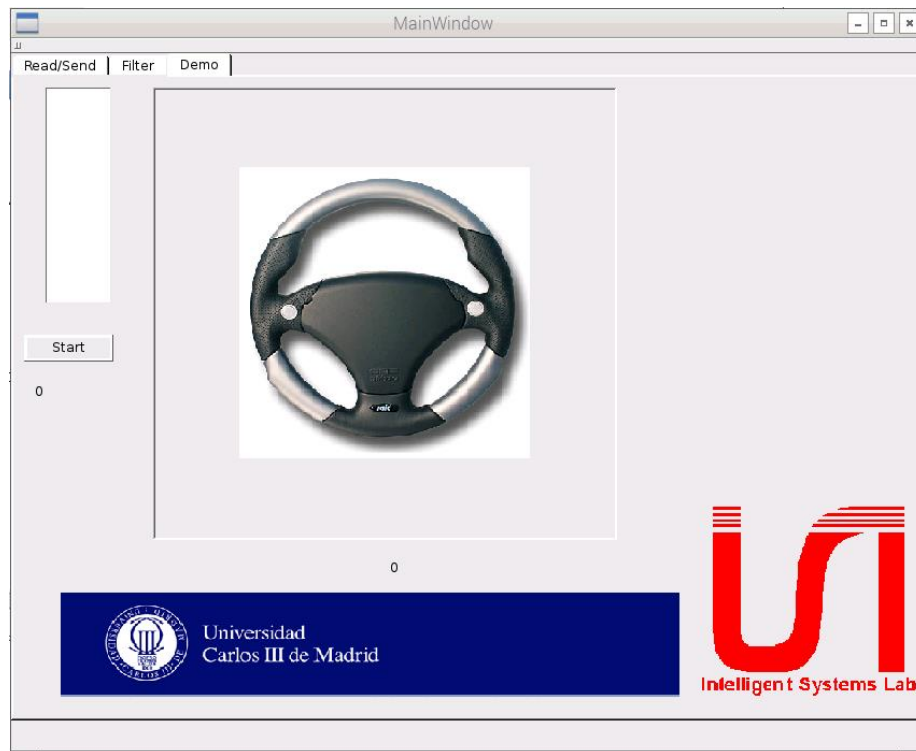 MainWindow
Read/Send
Filter
Demo
Start
0
0
Universidad
Carlos III de Madrid
Intelligent Systems Lab